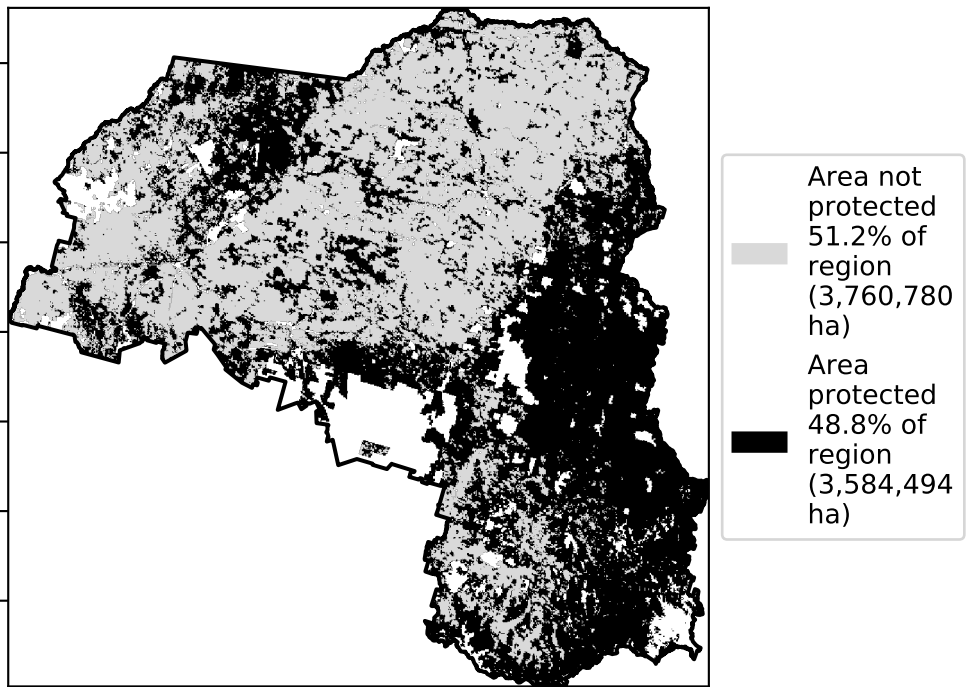 Area not
protected
51.2% of
region
(3,760,780
ha)
Area
protected
48.8% of
region
(3,584,494
ha)